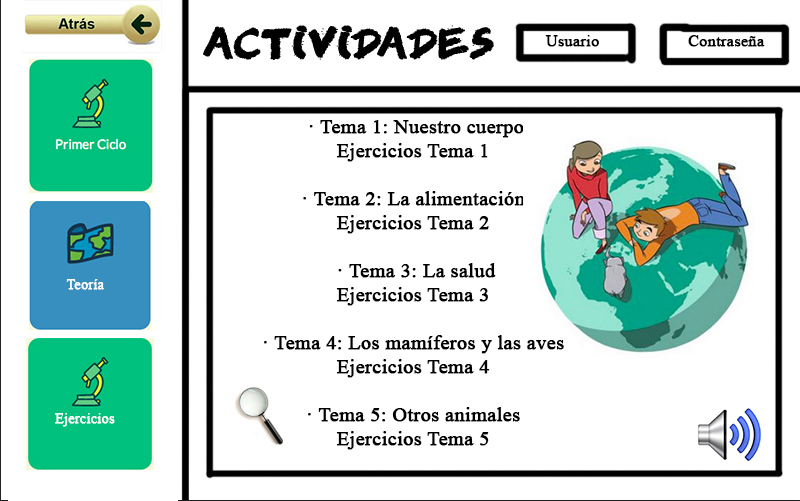 Atrás
Primer Ciclo
Teoría
Ejercicios
ACTIVIDADES
Usuario
Contraseña
· Tema 1: Nuestro cuerpo
Ejercicios Tema 1
· Tema 2: La alimentación
Ejercicios Tema 2
· Tema 3: La salud
Ejercicios Tema 3
· Tema 4: Los mamíferos y las aves
Ejercicios Tema 4
· Tema 5: Otros animales
Ejercicios Tema 5